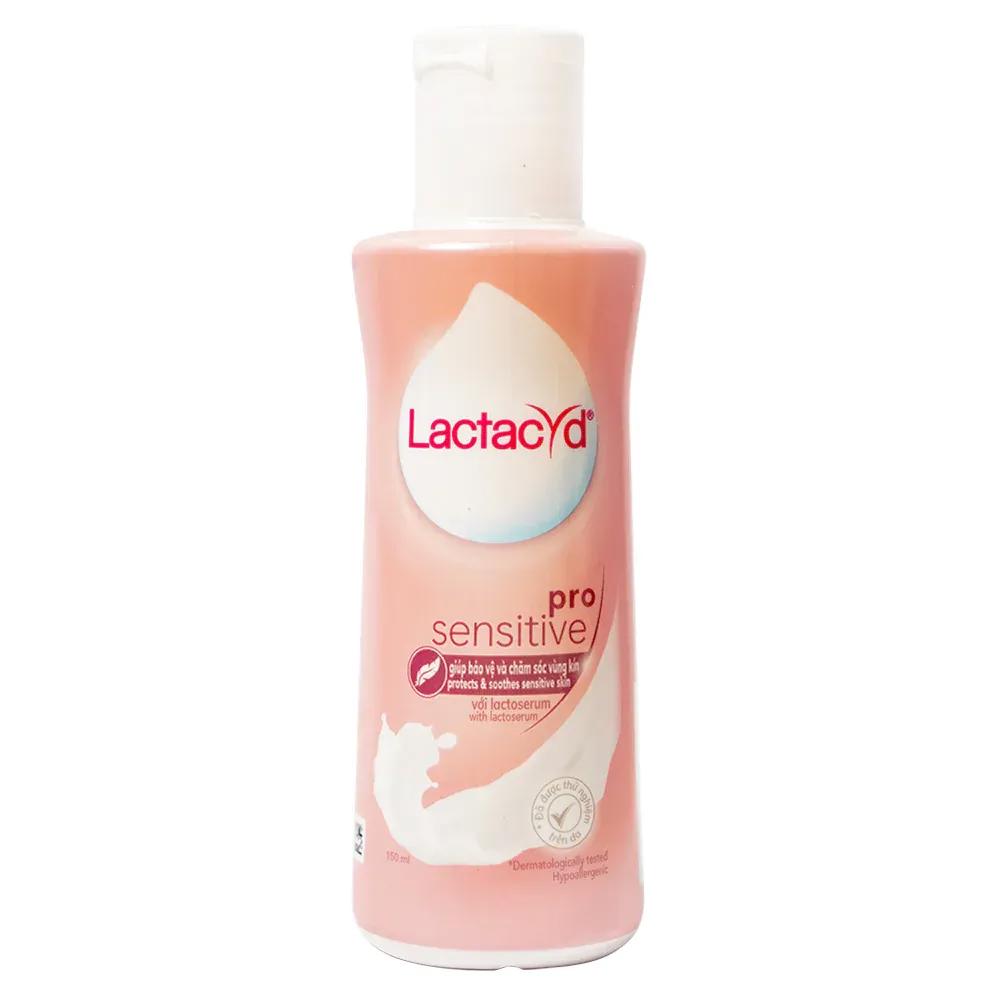 Lactacyd®
pro
sensitive
giúp bảo vệ và chăm sóc vùng kín
protects & soothes sensitive skin
với lactoserum
with lactoserum
• Đã được thử nghiệm trên da
150 ml
*Dermatologically tested
Hypoallergenic